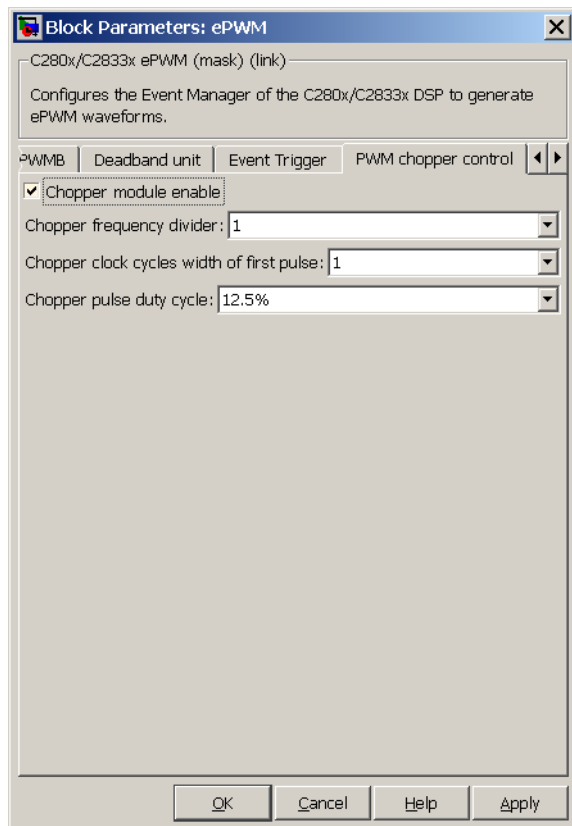 Block Parameters: ePWM
C280x/C2833x ePWM (mask) (link)
Configures the Event Manager of the C280x/C2833x DSP to generate
ePWM waveforms.
PWMB Deadband unit Event Trigger PWM chopper control
Chopper module enable
Chopper frequency divider: 1
Chopper clock cycles width of first pulse: 1
Chopper pulse duty cycle: 12.5%
OK Cancel Help Apply